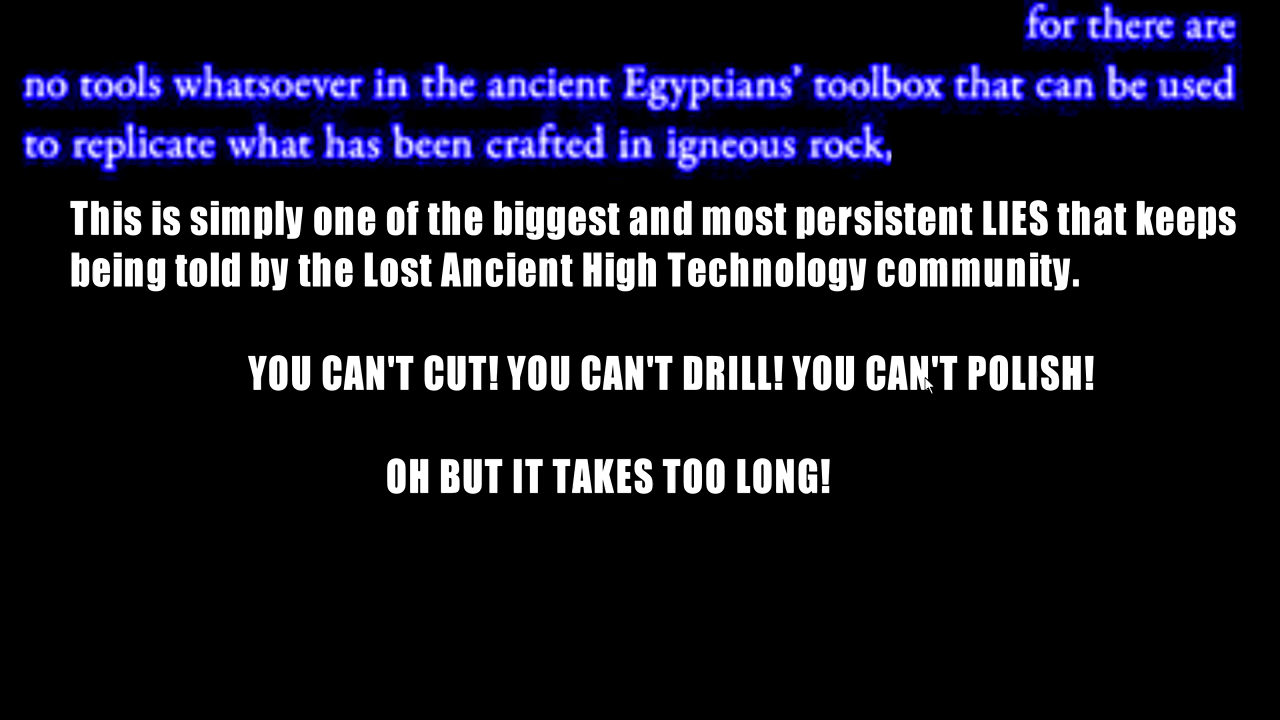 for there are
no tools whatsoever in the ancient Egyptians’ toolbox that can be used
to replicate what has been crafted in igneous rock,
This is simply one of the biggest and most persistent LIES that keeps
being told by the Lost Ancient High Technology community.
YOU CAN'T CUT! YOU CAN'T DRILL! YOU CAN'T POLISH!
OH BUT IT TAKES TOO LONG!